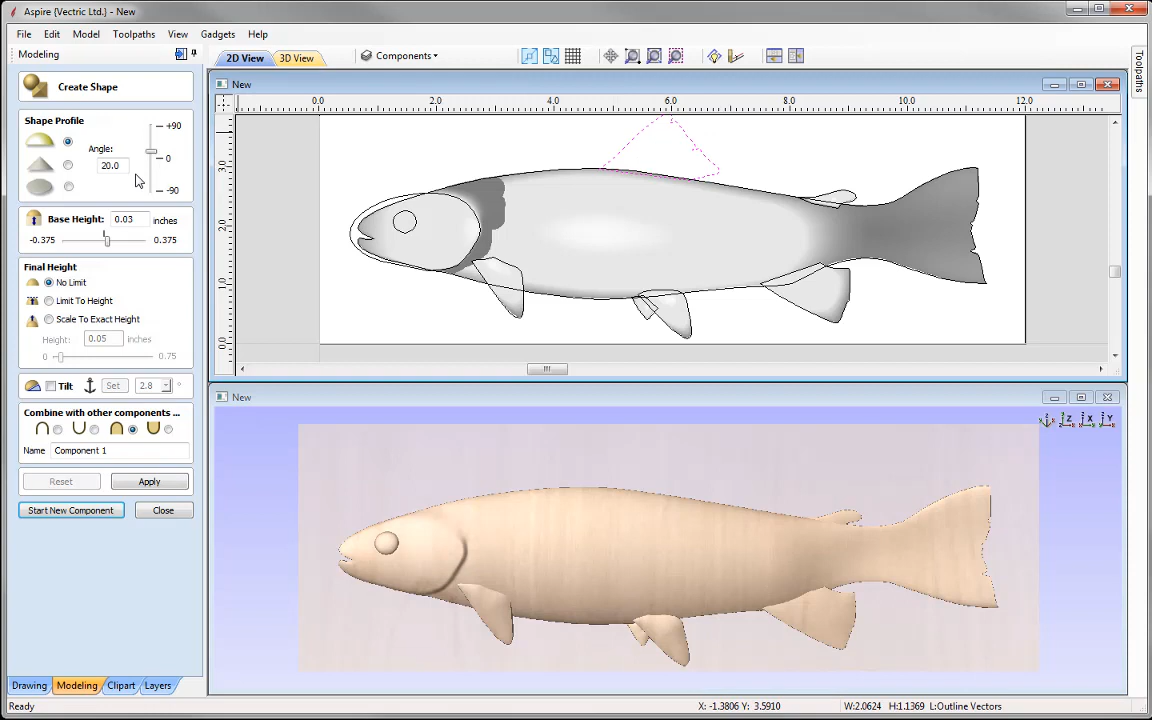 Aspire {Vectric Ltd.} - New
File Edit Model Toolpaths View Gadgets Help
Modeling
2D View 3D View Components
Create Shape
New
0.0 2.0 4.0 6.0 8.0 10.0 12.0
3.0
2.0
1.0
0.0
Shape Profile
+90
Angle:
0
20.0
-90
Base Height: 0.03 inches
-0.375 0.375
Final Height
No Limit
Limit To Height
Scale To Exact Height
Height: 0.05 inches
0 0.75
Tilt Set 2.8 °
Combine with other components ...
Name Component 1
Reset Apply
Start New Component Close
New
Z X Y
Toolpaths
Drawing Modeling Clipart Layers
Ready
X: -1.3806 Y: 3.5910 W:2.0624 H:1.1369 L:Outline Vectors